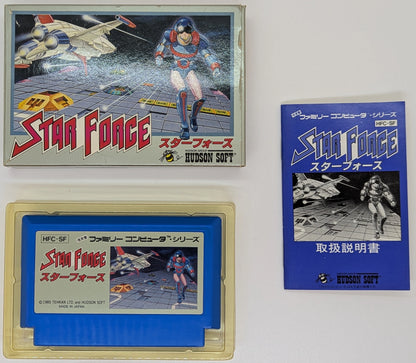 STAR FORCE
スターフォース
HUDSON SOFT
HFC-SF
ファミリー コンピュータ™シリーズ
STAR FORCE
スターフォース
© 1985 TEHKAN LTD. and HUDSON SOFT
MADE IN JAPAN
ファミリー コンピュータ™シリーズ
HFC-SF
STAR FORCE
スターフォース
取扱説明書
HUDSON SOFT